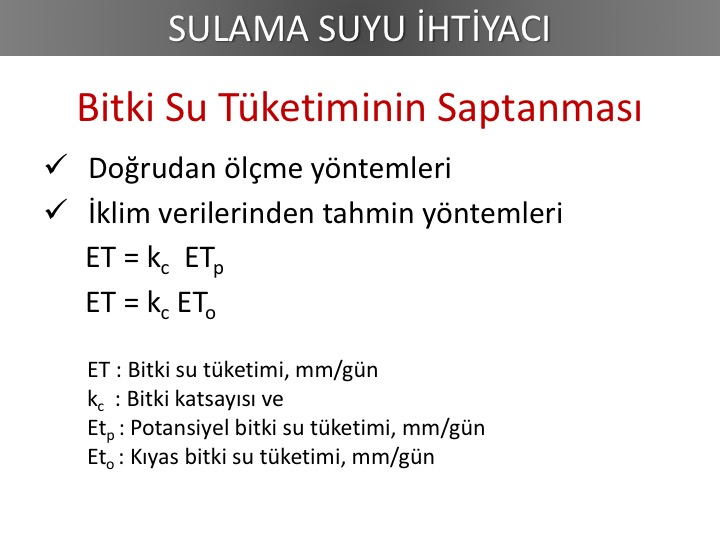 SULAMA SUYU İHTİYACI
Bitki Su Tüketiminin Saptanması
✓ Doğrudan ölçme yöntemleri
✓ İklim verilerinden tahmin yöntemleri
ET = kc ETp
ET = kc ETo
ET : Bitki su tüketimi, mm/gün
kc : Bitki katsayısı ve
Etp : Potansiyel bitki su tüketimi, mm/gün
Eto : Kıyas bitki su tüketimi, mm/gün